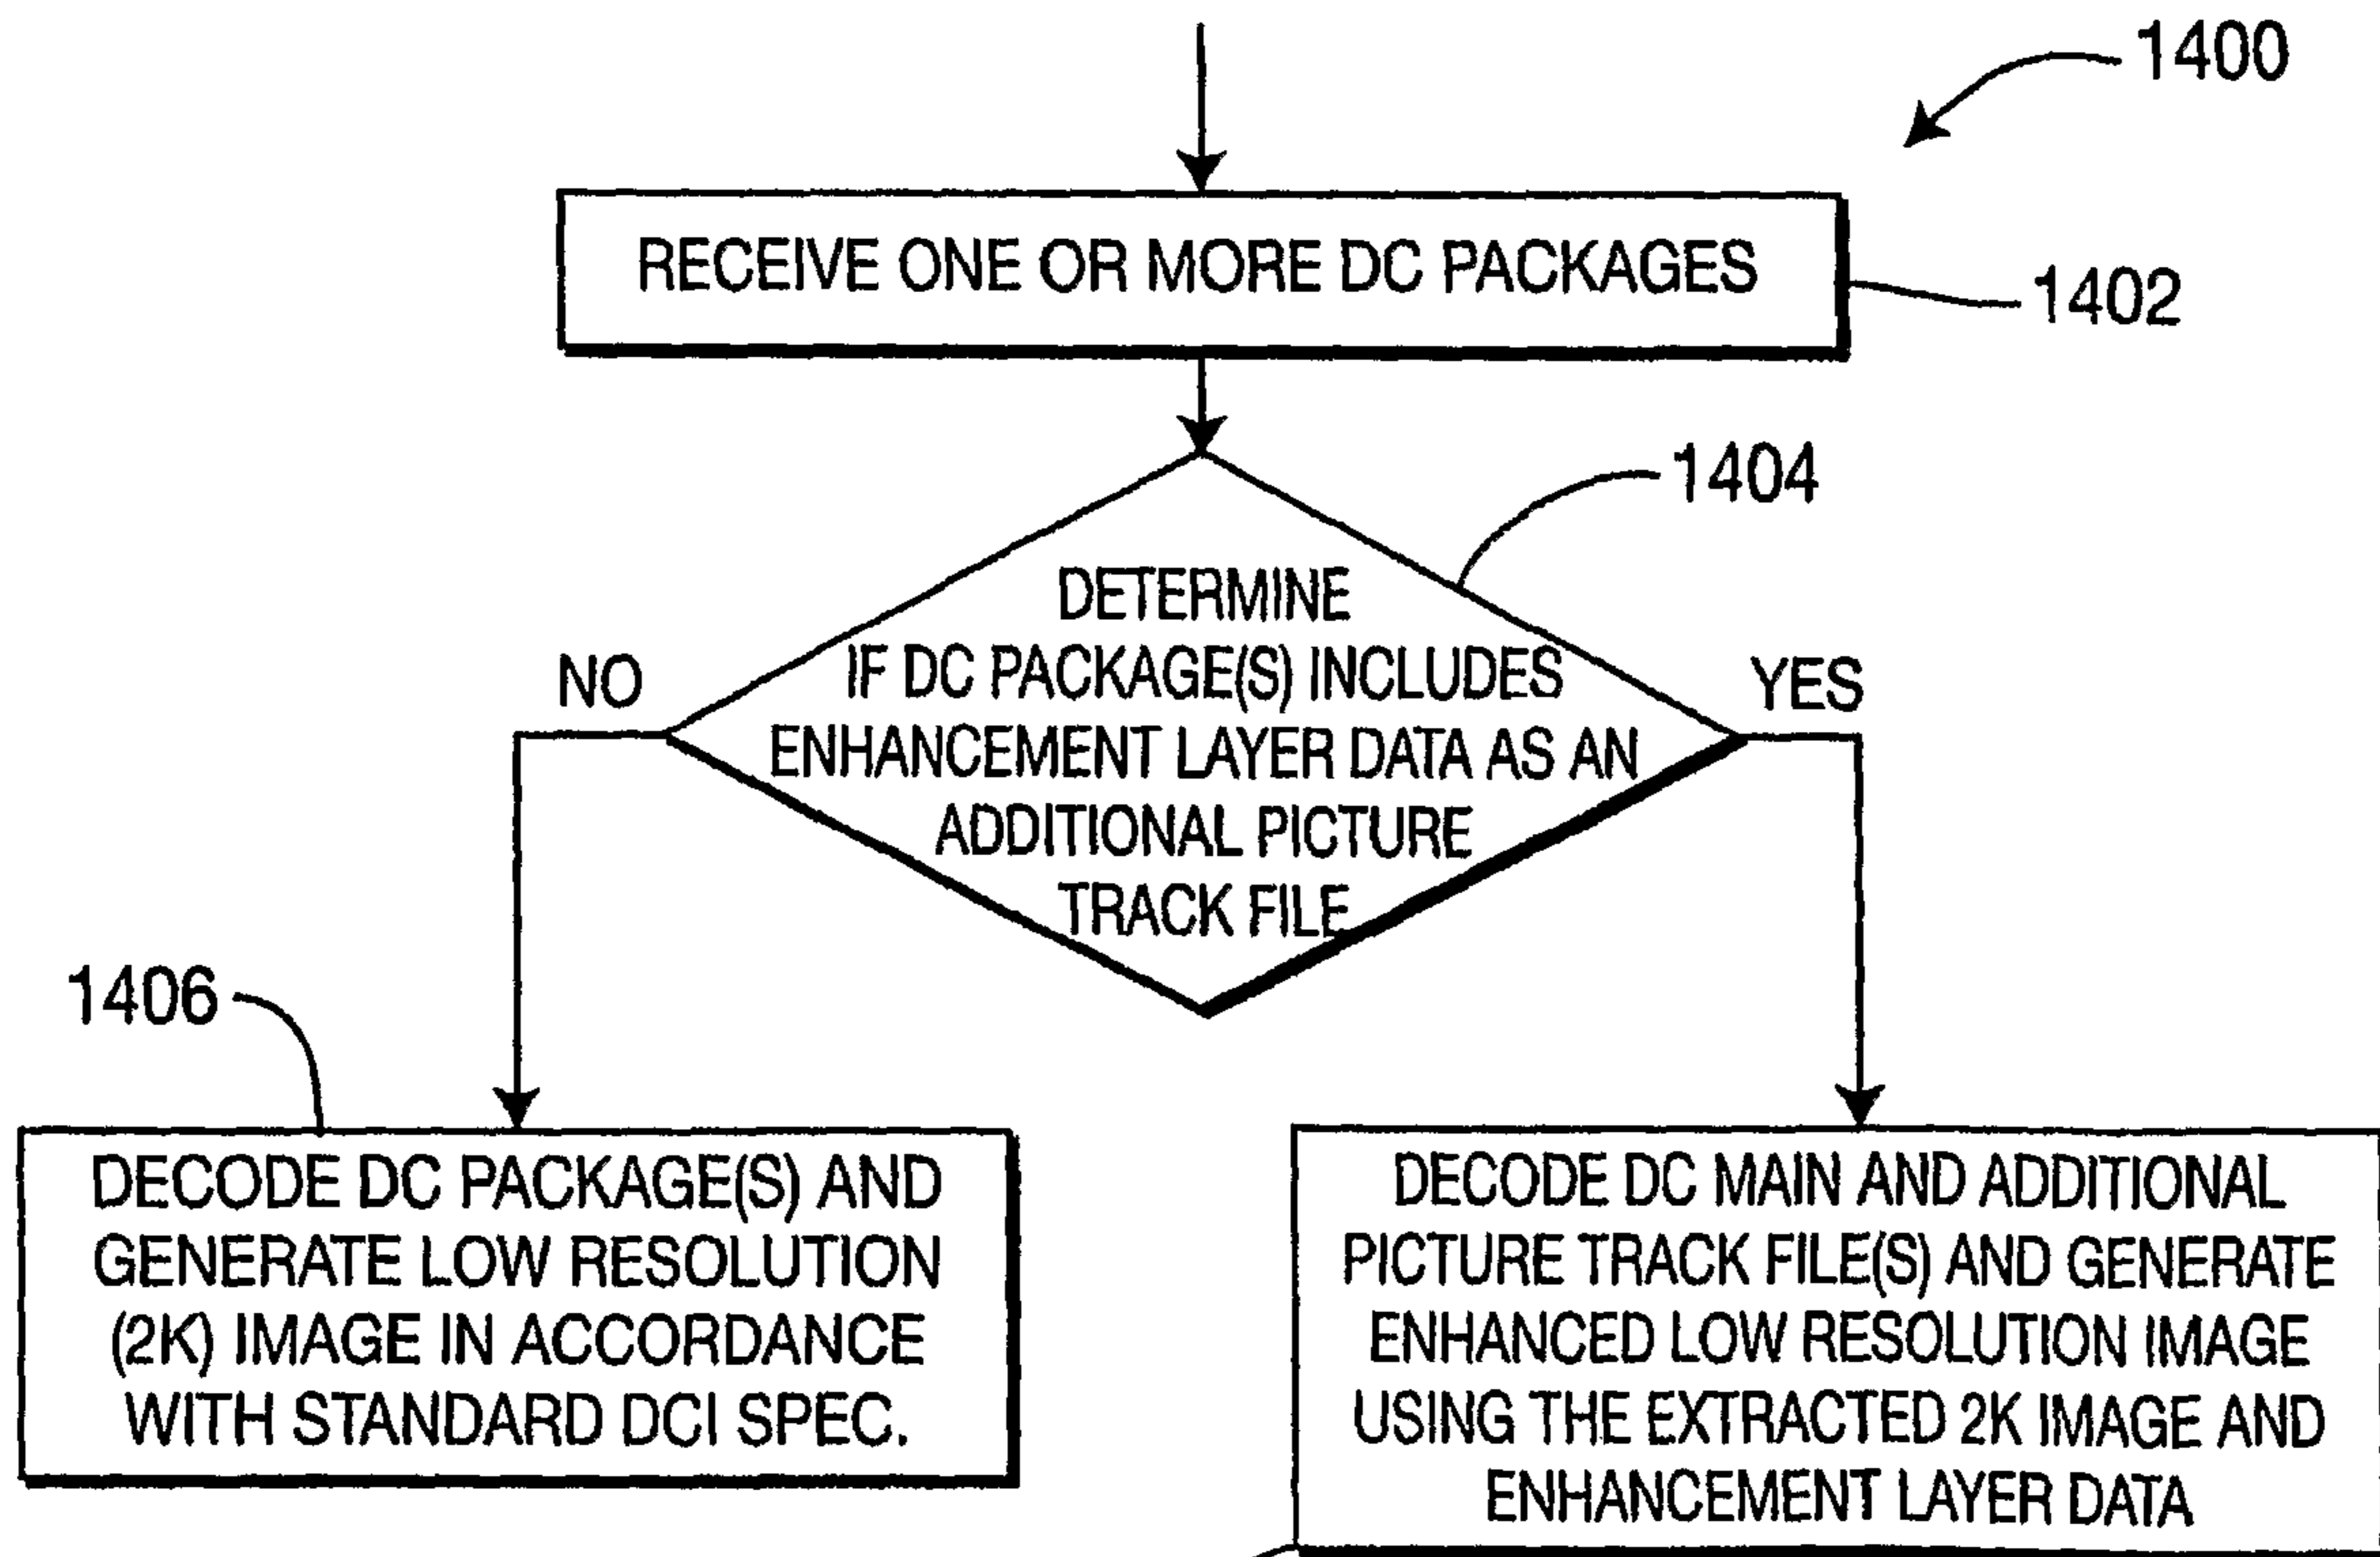 1400
RECEIVE ONE OR MORE DC PACKAGES
1402
1404
DETERMINE
IF DC PACKAGE(S) INCLUDES
ENHANCEMENT LAYER DATA AS AN
ADDITIONAL PICTURE
TRACK FILE
NO
YES
1406
DECODE DC PACKAGE(S) AND
GENERATE LOW RESOLUTION
(2K) IMAGE IN ACCORDANCE
WITH STANDARD DCI SPEC.
DECODE DC MAIN AND ADDITIONAL
PICTURE TRACK FILE(S) AND GENERATE
ENHANCED LOW RESOLUTION IMAGE
USING THE EXTRACTED 2K IMAGE AND
ENHANCEMENT LAYER DATA